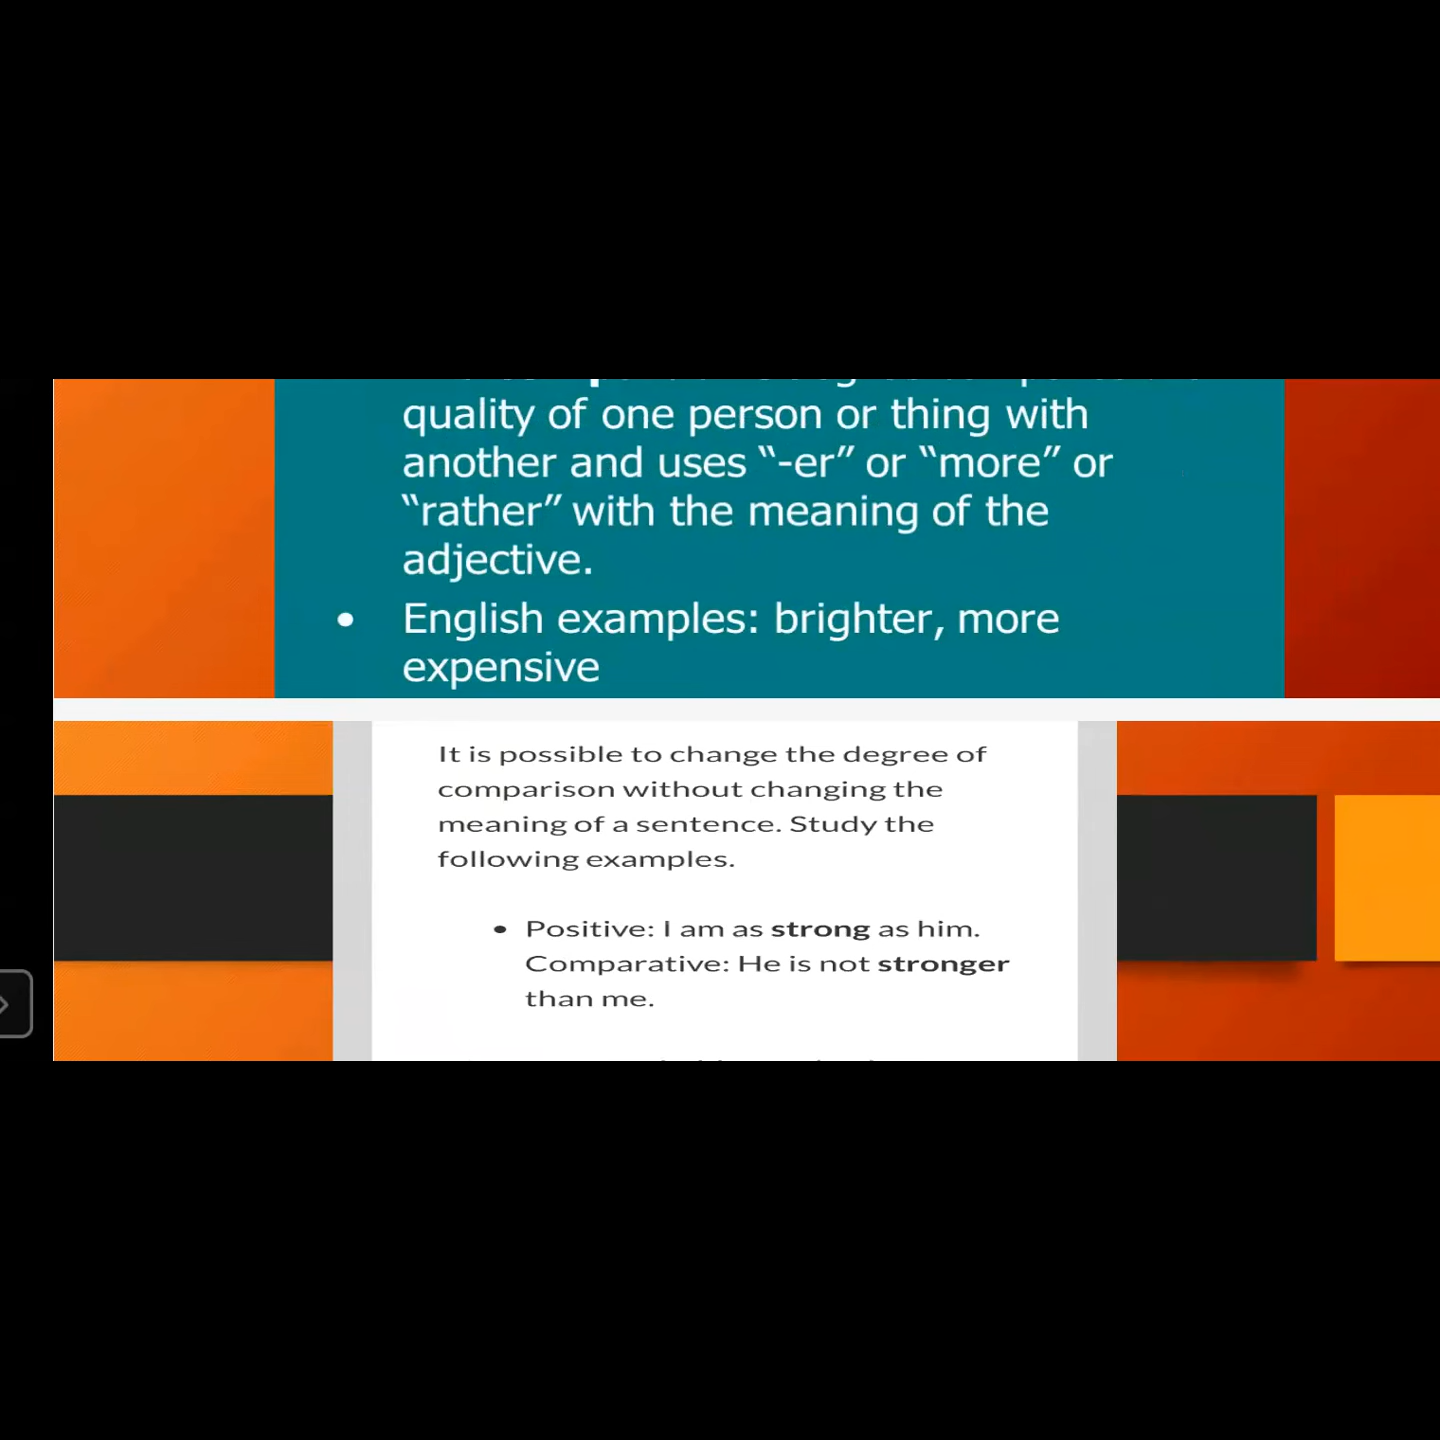 quality of one person or thing with
another and uses “-er” or “more” or
“rather” with the meaning of the
adjective.
• English examples: brighter, more
expensive
It is possible to change the degree of
comparison without changing the
meaning of a sentence. Study the
following examples.
• Positive: I am as strong as him.
Comparative: He is not stronger
than me.